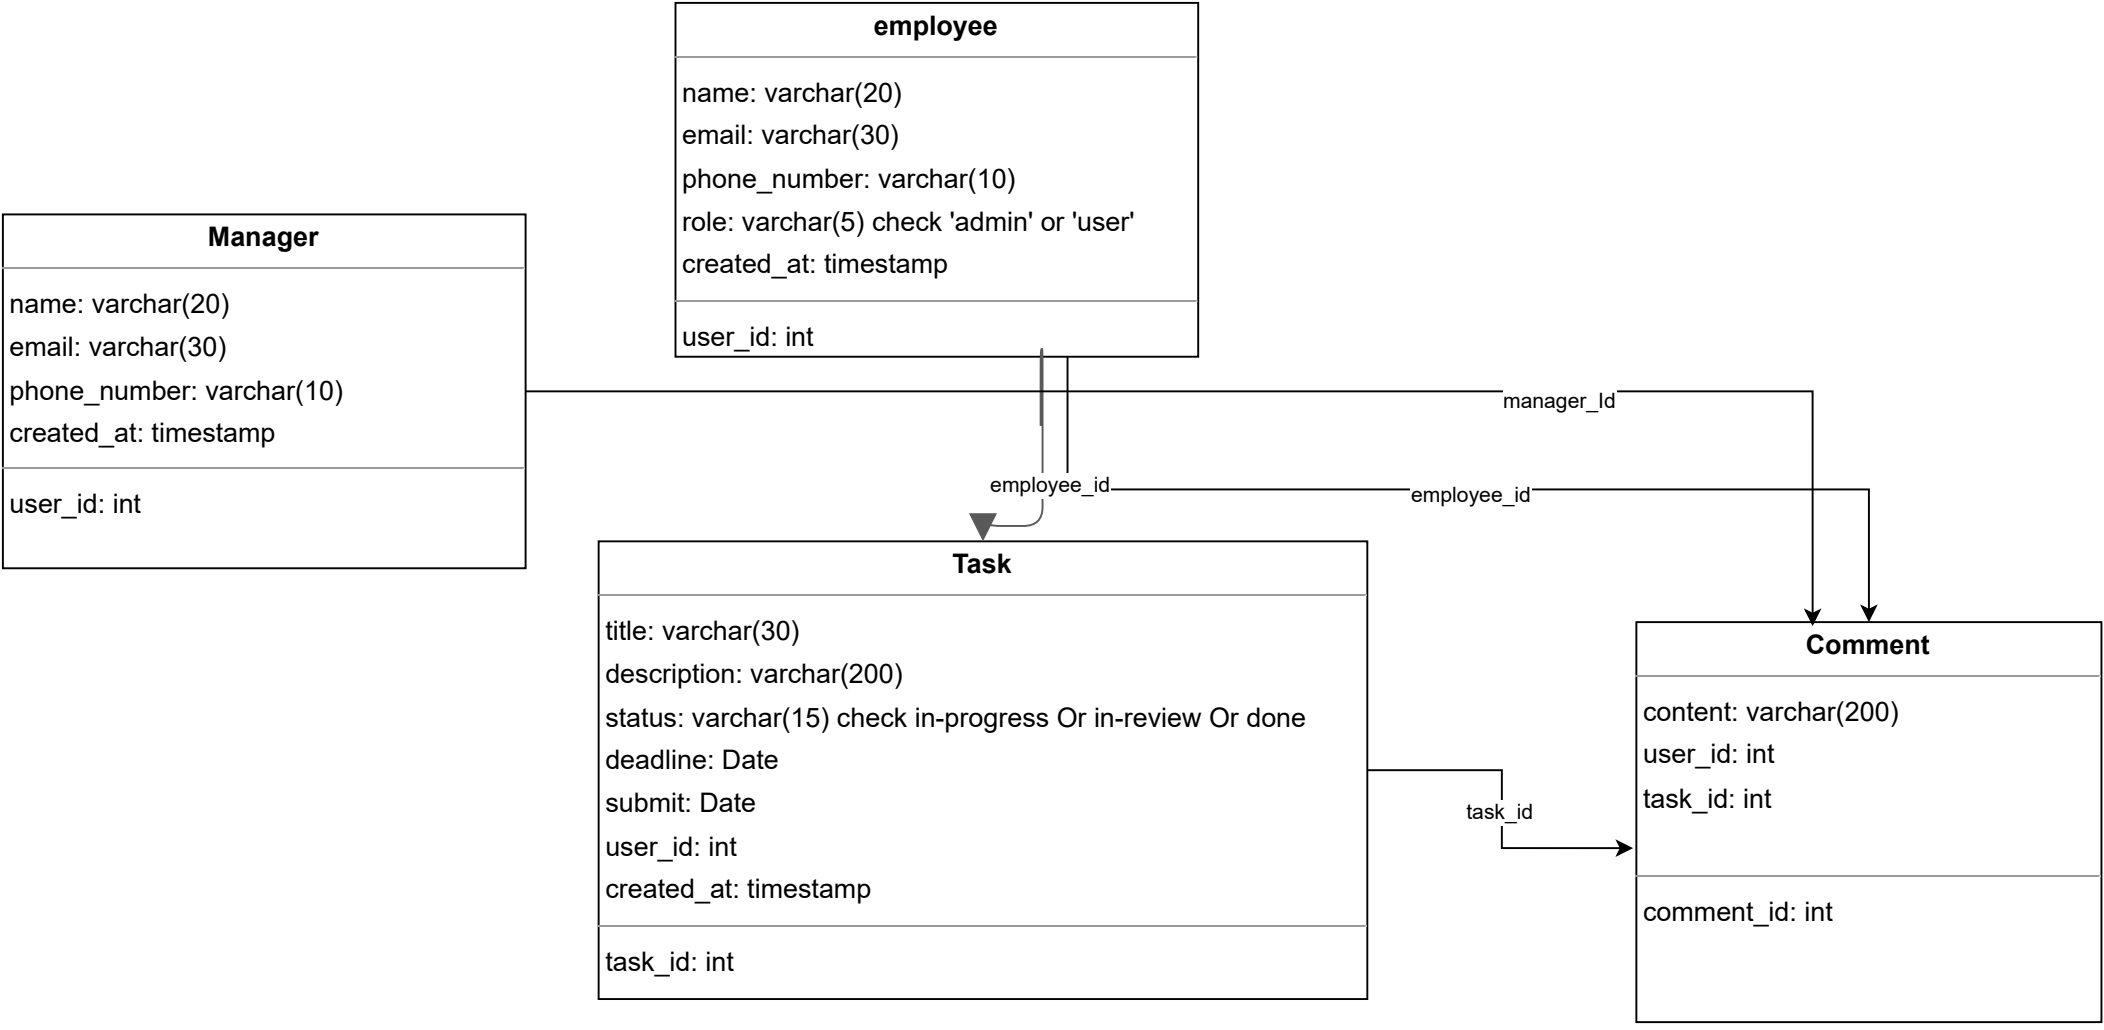 employee
name: varchar(20)
email: varchar(30)
phone_number: varchar(10)
role: varchar(5) check 'admin' or 'user'
created_at: timestamp
user_id: int
Manager
name: varchar(20)
email: varchar(30)
phone_number: varchar(10)
created_at: timestamp
user_id: int
manager_Id
employee_id
employee_id
Task
title: varchar(30)
description: varchar(200)
status: varchar(15) check in-progress Or in-review Or done
deadline: Date
submit: Date
user_id: int
created_at: timestamp
task_id: int
task_id
Comment
content: varchar(200)
user_id: int
task_id: int
comment_id: int